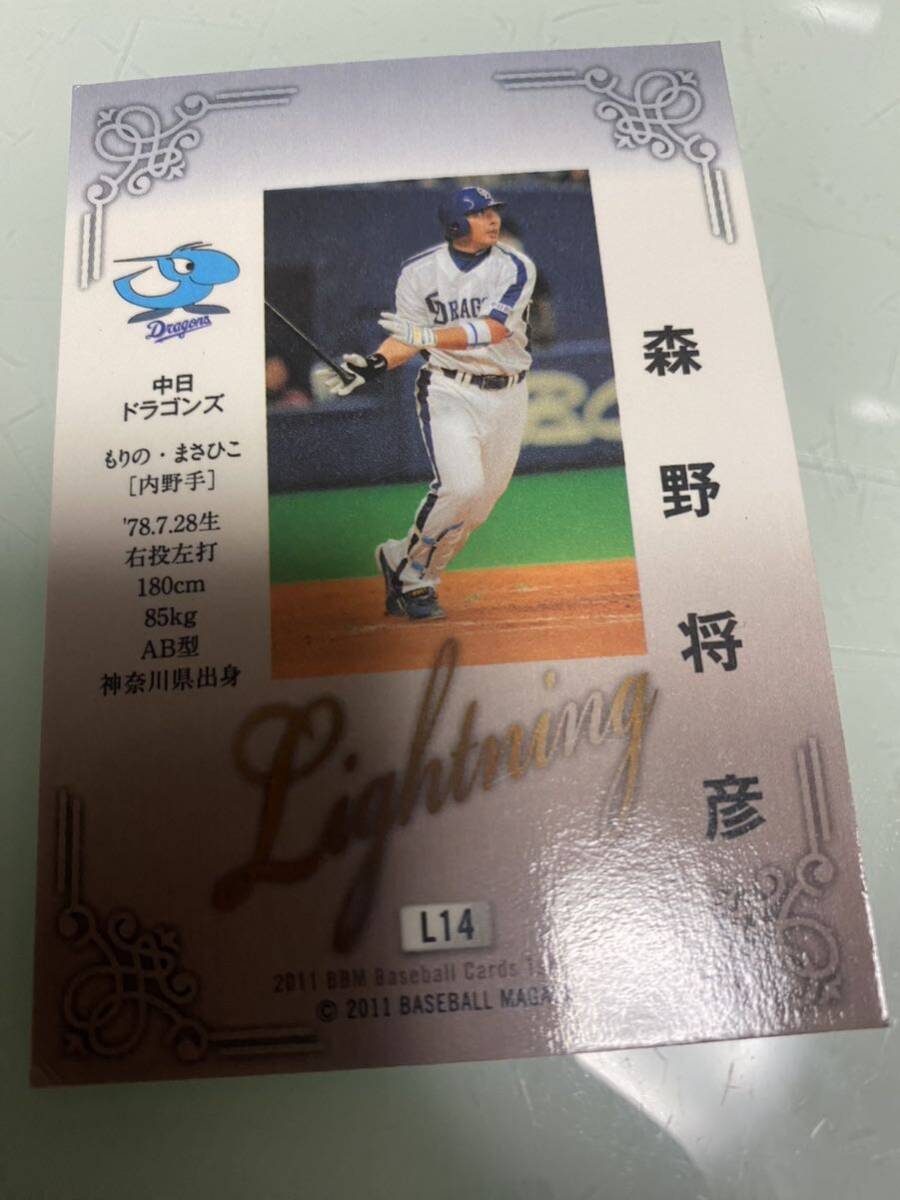 Dragons
中日
ドラゴンズ
もりの・まさひこ
[内野手]
'78.7.28生
右投左打
180cm
85kg
AB型
神奈川県出身
森野将彦
Lightning
L14
2011 BBM Baseball Cards
© 2011 BASEBALL